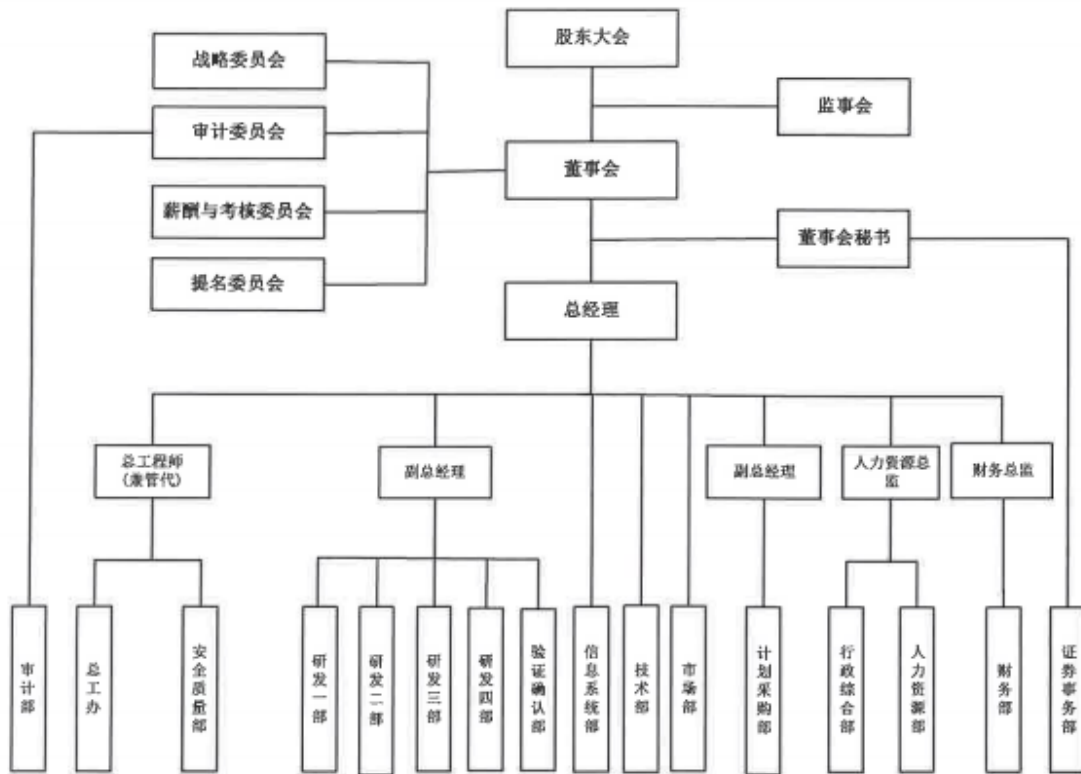 股东大会
战略委员会
监事会
审计委员会
董事会
薪酬与考核委员会
董事会秘书
提名委员会
总经理
总工程师
(兼管代)
副总经理
副总经理
人力资源总
监
财务总监
审计部
总工办
安全质量部
研发一部
研发二部
研发三部
研发四部
验证确认部
信息系统部
技术部
市场部
计划采购部
行政综合部
人力资源部
财务部
证券事务部